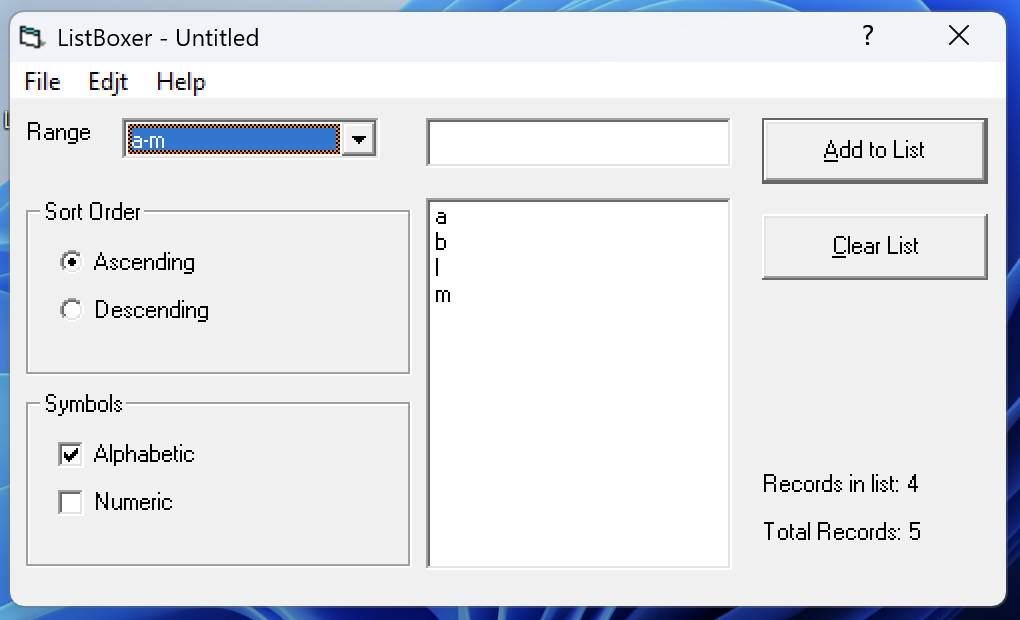 ListBoxer - Untitled
?
File Edjt Help
Range a-m
Add to List
Sort Order
Ascending
Descending
a
b
l
m
Clear List
Symbols
Alphabetic
Numeric
Records in list: 4
Total Records: 5